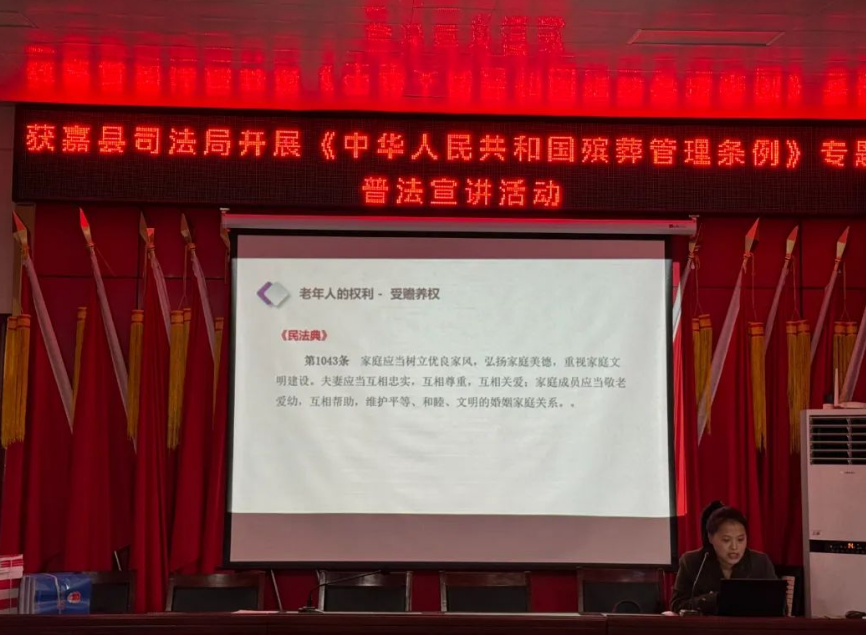 获嘉县司法局开展《中华人民共和国殡葬管理条例》专题
普法宣讲活动
老年人的权利 - 受赡养权
《民法典》
第1043条 家庭应当树立优良家风，弘扬家庭美德，重视家庭文
明建设。夫妻应当互相忠实，互相尊重，互相关爱；家庭成员应当敬老
爱幼，互相帮助，维护平等、和睦、文明的婚姻家庭关系。。